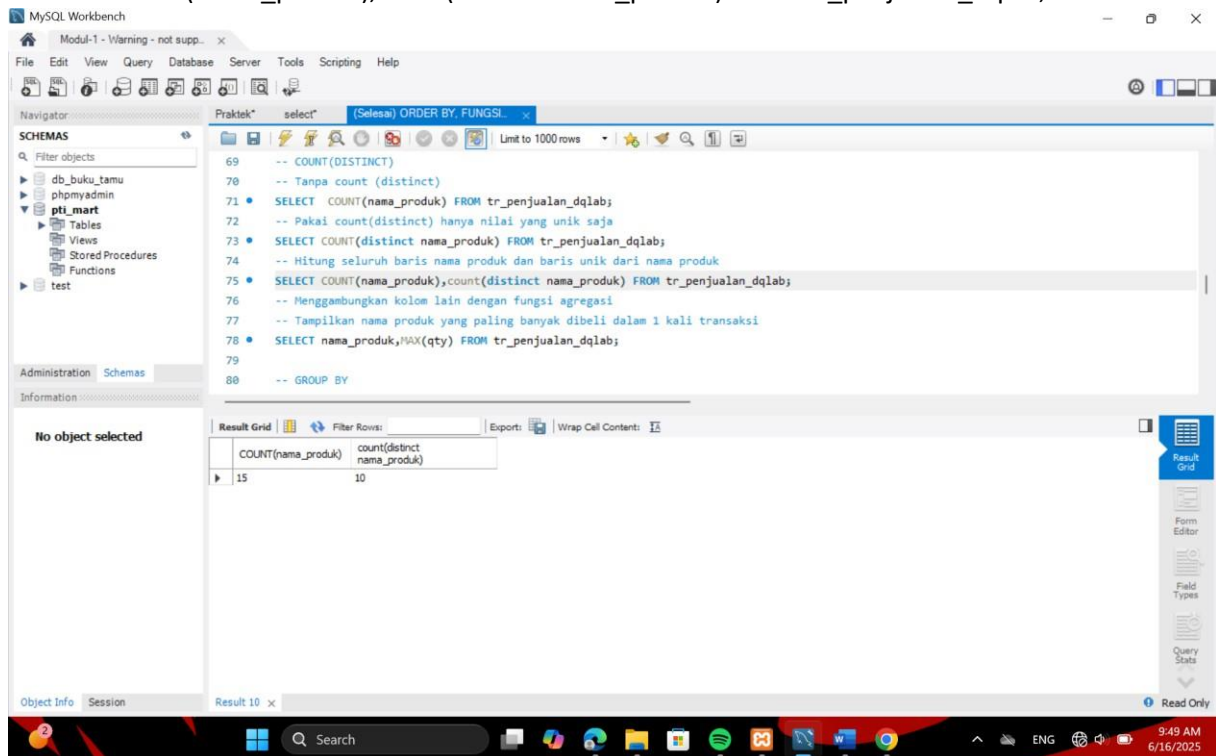 MySQL Workbench
Modul-1 - Warning - not supp..
File Edit View Query Database Server Tools Scripting Help
Navigator
Praktek* select* (Selesai) ORDER BY, FUNGSI..
SCHEMAS
Limit to 1000 rows
Filter objects
db_buku_tamu
phpmyadmin
pti_mart
Tables
Views
Stored Procedures
Functions
test
69 -- COUNT(DISTINCT)
70 -- Tanpa count (distinct)
71 SELECT COUNT(nama_produk) FROM tr_penjualan_dqlab;
72 -- Pakai count(distinct) hanya nilai yang unik saja
73 SELECT COUNT(distinct nama_produk) FROM tr_penjualan_dqlab;
74 -- Hitung seluruh baris nama produk dan baris unik dari nama produk
75 SELECT COUNT(nama_produk),count(distinct nama_produk) FROM tr_penjualan_dqlab;
76 -- Menggambungkan kolom lain dengan fungsi agregasi
77 -- Tampilkan nama produk yang paling banyak dibeli dalam 1 kali transaksi
78 SELECT nama_produk,MAX(qty) FROM tr_penjualan_dqlab;
79
80 -- GROUP BY
Administration Schemas
Information
No object selected
Result Grid Filter Rows: Export: Wrap Cell Content:
COUNT(nama_produk) count(distinct
nama_produk)
15 10
Result
Grid
Form
Editor
Field
Types
Query
Stats
Object Info Session
Result 10
Read Only
2
Search
ENG
9:49 AM
6/16/2025